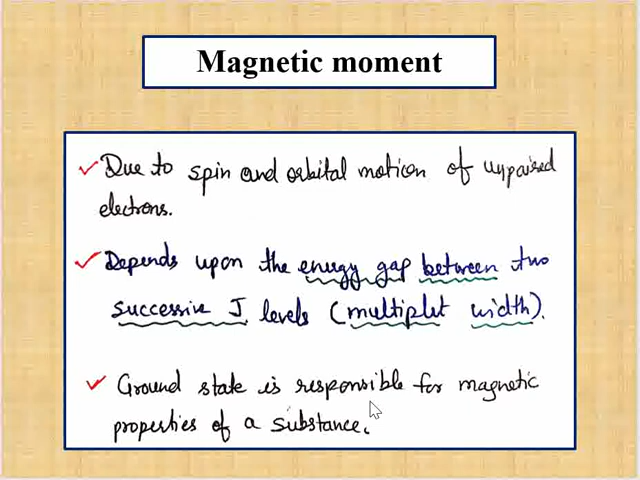 Magnetic moment
✓ Due to spin and orbital motion of unpaired
electrons.
✓ Depends upon the energy gap between two
successive J levels (multiplet width).
✓ Ground state is responsible for magnetic
properties of a substance.